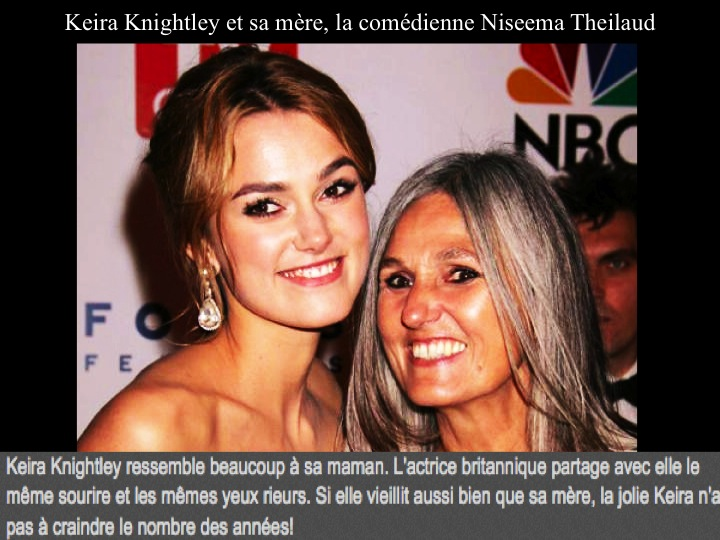 Keira Knightley et sa mère, la comédienne Niseema Theilaud
NBC
FO
FE
Keira Knightley ressemble beaucoup à sa maman. L'actrice britannique partage avec elle le
même sourire et les mêmes yeux rieurs. Si elle vieillit aussi bien que sa mère, la jolie Keira n'a
pas à craindre le nombre des années!